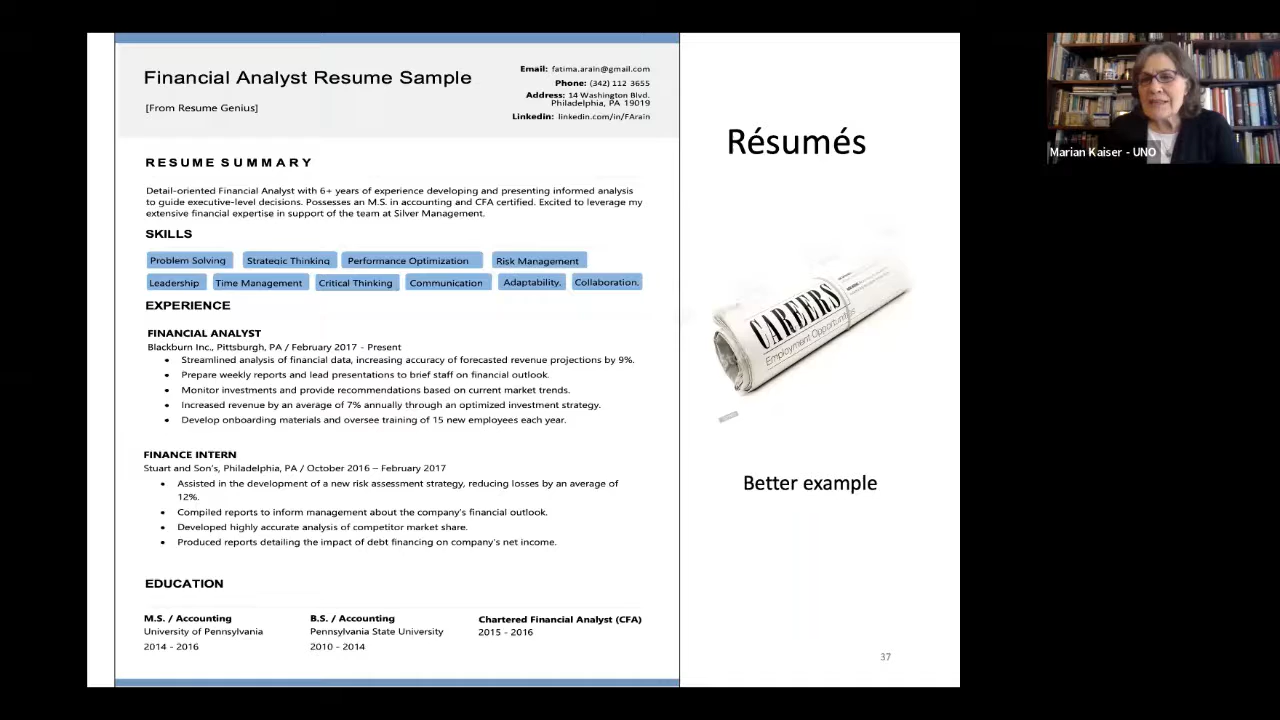 Financial Analyst Resume Sample
[From Resume Genius]
Email: fatima.arain@gmail.com
Phone: (342) 112 3655
Address: 14 Washington Blvd.
Philadelphia, PA 19019
Linkedin: linkedin.com/in/FArain
RESUME SUMMARY
Detail-oriented Financial Analyst with 6+ years of experience developing and presenting informed analysis
to guide executive-level decisions. Possesses an M.S. in accounting and CFA certified. Excited to leverage my
extensive financial expertise in support of the team at Silver Management.
SKILLS
Problem Solving Strategic Thinking Performance Optimization Risk Management
Leadership Time Management Critical Thinking Communication Adaptability. Collaboration.
EXPERIENCE
FINANCIAL ANALYST
Blackburn Inc., Pittsburgh, PA / February 2017 - Present
• Streamlined analysis of financial data, increasing accuracy of forecasted revenue projections by 9%.
• Prepare weekly reports and lead presentations to brief staff on financial outlook.
• Monitor investments and provide recommendations based on current market trends.
• Increased revenue by an average of 7% annually through an optimized investment strategy.
• Develop onboarding materials and oversee training of 15 new employees each year.
FINANCE INTERN
Stuart and Son's, Philadelphia, PA / October 2016 – February 2017
• Assisted in the development of a new risk assessment strategy, reducing losses by an average of
12%.
• Compiled reports to inform management about the company's financial outlook.
• Developed highly accurate analysis of competitor market share.
• Produced reports detailing the impact of debt financing on company's net income.
EDUCATION
M.S. / Accounting
University of Pennsylvania
2014 - 2016
B.S. / Accounting
Pennsylvania State University
2010 - 2014
Chartered Financial Analyst (CFA)
2015 - 2016
Résumés
CAREERS
Employment Opportunities
Better example
37
Marian Kaiser - UNO